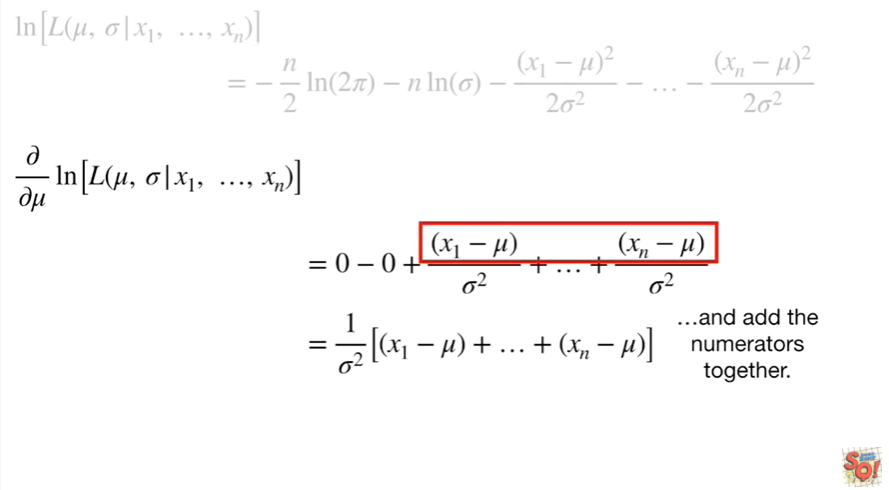 ln[L(μ, σ|x₁, …, xₙ)]
= − n/2 ln(2π) − n ln(σ) − (x₁ − μ)²/2σ² − … − (xₙ − μ)²/2σ²
∂/∂μ ln[L(μ, σ|x₁, …, xₙ)]
= 0 − 0 + (x₁ − μ)/σ² + … + (xₙ − μ)/σ²
= 1/σ² [(x₁ − μ) + … + (xₙ − μ)]
…and add the
numerators
together.
SQ!